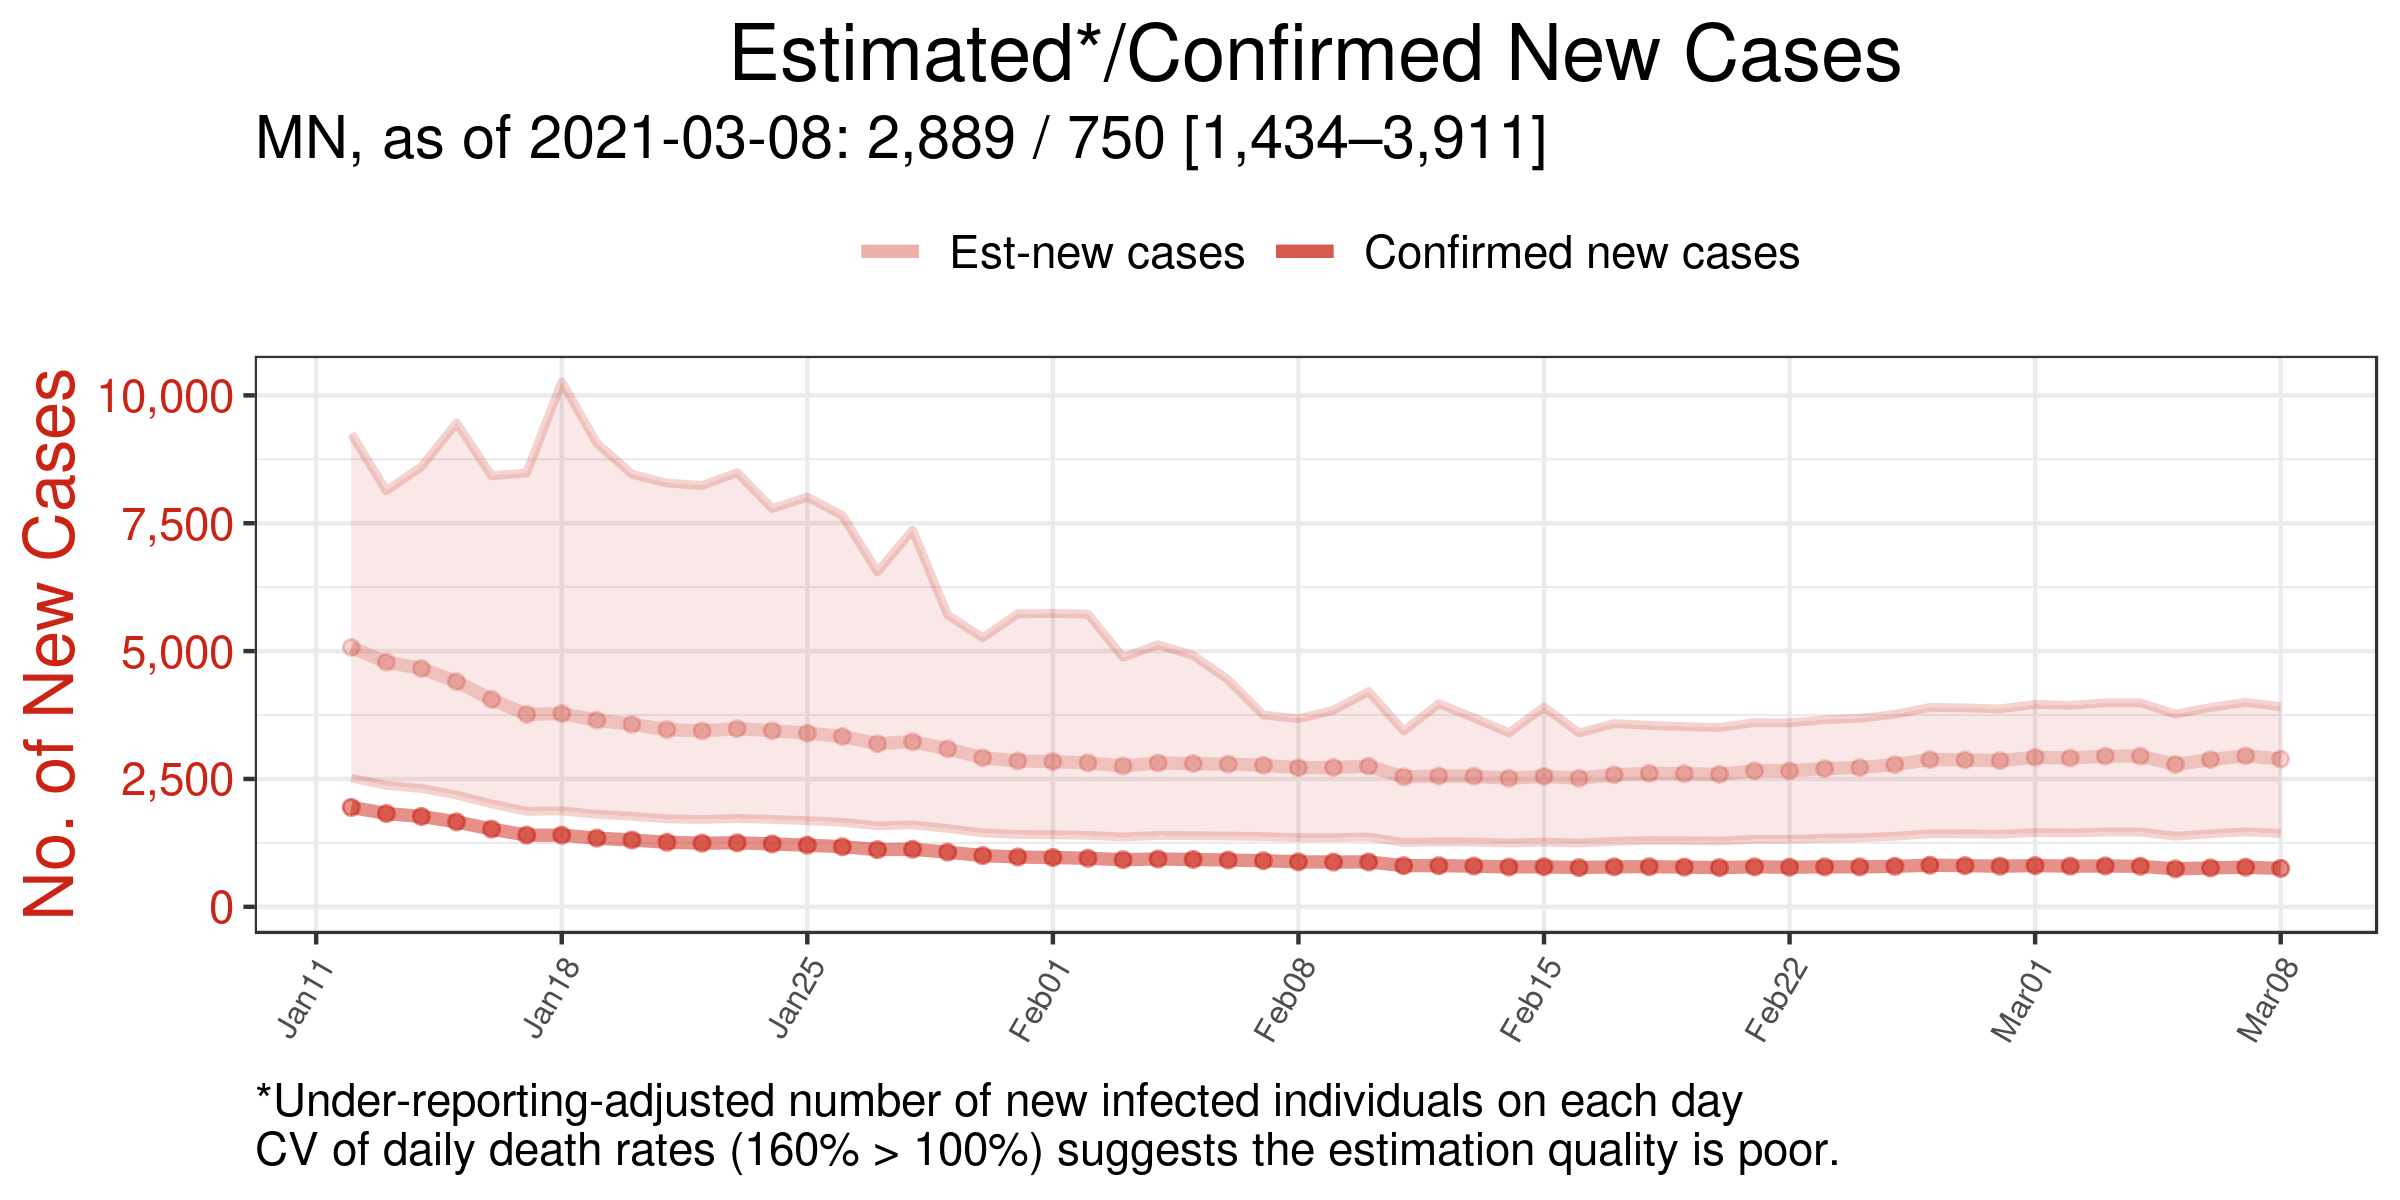 Estimated*/Confirmed New Cases
MN, as of 2021-03-08: 2,889 / 750 [1,434–3,911]
Est-new cases
Confirmed new cases
No. of New Cases
10,000
7,500
5,000
2,500
0
Jan11
Jan18
Jan25
Feb01
Feb08
Feb15
Feb22
Mar01
Mar08
*Under-reporting-adjusted number of new infected individuals on each day
CV of daily death rates (160% > 100%) suggests the estimation quality is poor.